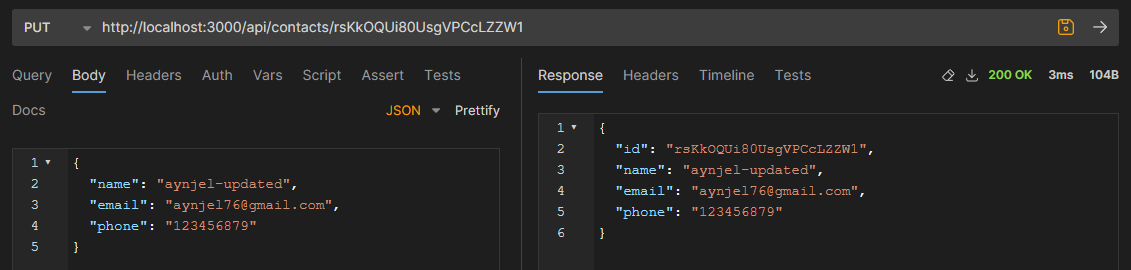 PUT http://localhost:3000/api/contacts/rsKkOQUi80UsgVPCcLZZW1
Query Body Headers Auth Vars Script Assert Tests
Docs JSON Prettify
1 {
2 "name": "aynjel-updated",
3 "email": "aynjel76@gmail.com",
4 "phone": "123456879"
5 }
Response Headers Timeline Tests 200 OK 3ms 104B
1 {
2 "id": "rsKkOQUi80UsgVPCcLZZW1",
3 "name": "aynjel-updated",
4 "email": "aynjel76@gmail.com",
5 "phone": "123456879"
6 }